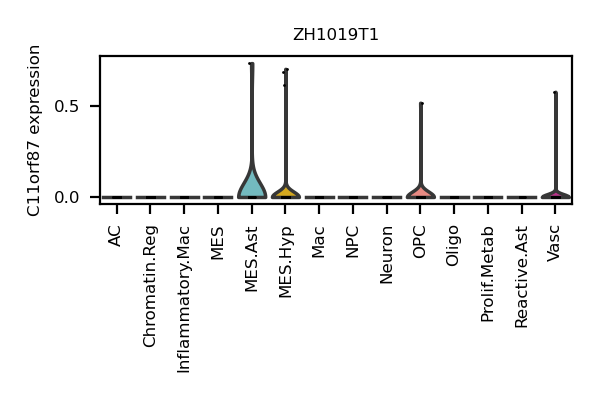 ZH1019T1
C11orf87 expression
0.5
0.0
AC
Chromatin.Reg
Inflammatory.Mac
MES
MES.Ast
MES.Hyp
Mac
NPC
Neuron
OPC
Oligo
Prolif.Metab
Reactive.Ast
Vasc